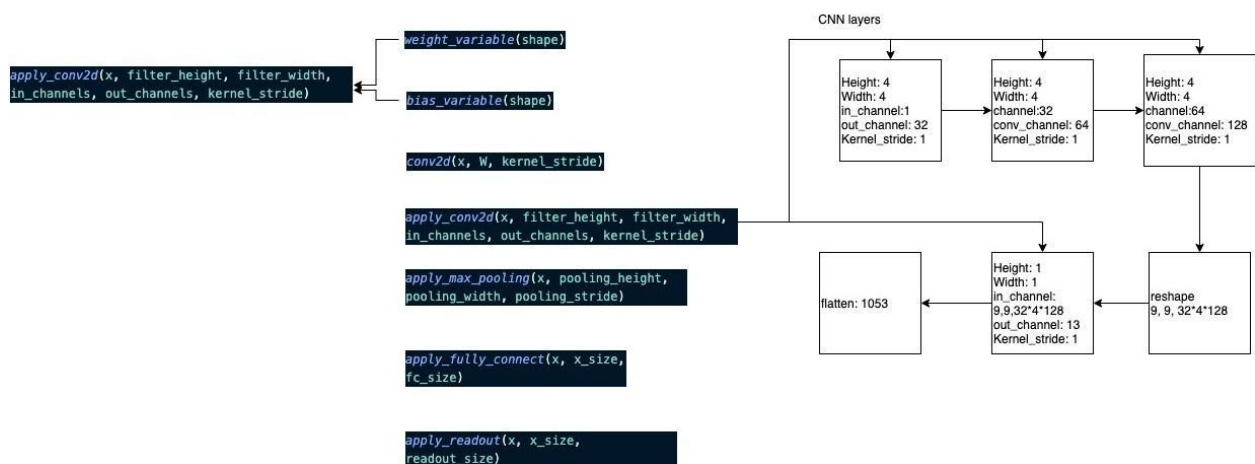 CNN layers
weight_variable(shape)
apply_conv2d(x, filter_height, filter_width,
in_channels, out_channels, kernel_stride)
bias_variable(shape)
conv2d(x, W, kernel_stride)
apply_conv2d(x, filter_height, filter_width,
in_channels, out_channels, kernel_stride)
apply_max_pooling(x, pooling_height,
pooling_width, pooling_stride)
apply_fully_connect(x, x_size,
fc_size)
apply_readout(x, x_size,
readout_size)
Height: 4
Width: 4
in_channel:1
out_channel: 32
Kernel_stride: 1
Height: 4
Width: 4
channel:32
conv_channel: 64
Kernel_stride: 1
Height: 4
Width: 4
channel:64
conv_channel: 128
Kernel_stride: 1
flatten: 1053
Height: 1
Width: 1
in_channel:
9,9,32*4*128
out_channel: 13
Kernel_stride: 1
reshape
9, 9, 32*4*128